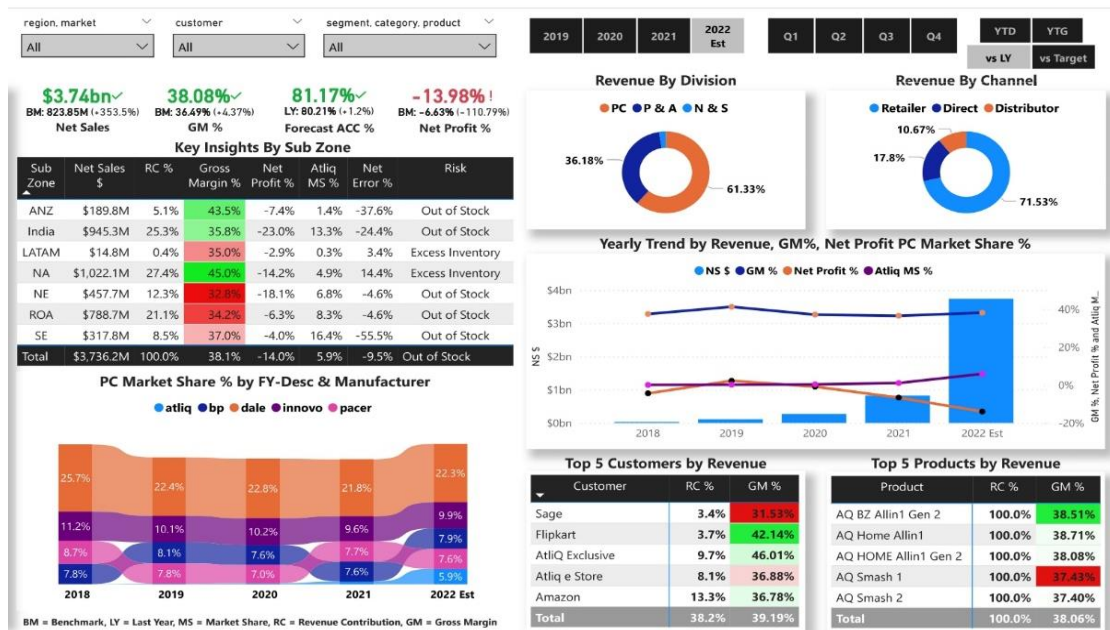 region, market
customer
segment, category, product
All
All
All
2019
2020
2021
2022 Est
Q1
Q2
Q3
Q4
YTD
YTG
vs LY
vs Target
$3.74bn
BM: 823.85M (+353.5%)
Net Sales
38.08%
BM: 36.49% (+4.37%)
GM %
81.17%
LY: 80.21% (+1.2%)
Forecast ACC %
-13.98% !
BM: -6.63% (-110.79%)
Net Profit %
Key Insights By Sub Zone
Sub Zone Net Sales $ RC % Gross Margin % Net Profit % Atliq MS % Net Error % Risk
ANZ $189.8M 5.1% 43.5% -7.4% 1.4% -37.6% Out of Stock
India $945.3M 25.3% 35.8% -23.0% 13.3% -24.4% Out of Stock
LATAM $14.8M 0.4% 35.0% -2.9% 0.3% 3.4% Excess Inventory
NA $1,022.1M 27.4% 45.0% -14.2% 4.9% 14.4% Excess Inventory
NE $457.7M 12.3% 32.8% -18.1% 6.8% -4.6% Out of Stock
ROA $788.7M 21.1% 34.2% -6.3% 8.3% -4.6% Out of Stock
SE $317.8M 8.5% 37.0% -4.0% 16.4% -55.5% Out of Stock
Total $3,736.2M 100.0% 38.1% -14.0% 5.9% -9.5% Out of Stock
Revenue By Division
PC P & A N & S
36.18%
61.33%
Revenue By Channel
Retailer Direct Distributor
10.67%
17.8%
71.53%
Yearly Trend by Revenue, GM%, Net Profit PC Market Share %
NS $ GM % Net Profit % Atliq MS %
$4bn
$3bn
$2bn
$1bn
$0bn
NS $
40%
20%
0%
-20%
GM %, Net Profit % and Atliq M...
2018 2019 2020 2021 2022 Est
PC Market Share % by FY-Desc & Manufacturer
atliq bp dale innovo pacer
25.7% 22.4% 22.8% 21.8% 22.3%
11.2% 10.1% 10.2% 9.6% 9.9%
8.7% 8.1% 7.6% 7.7% 7.9%
7.8% 7.8% 7.0% 7.6% 7.6%
5.9%
2018 2019 2020 2021 2022 Est
BM = Benchmark, LY = Last Year, MS = Market Share, RC = Revenue Contribution, GM = Gross Margin
Top 5 Customers by Revenue
Customer RC % GM %
Sage 3.4% 31.53%
Flipkart 3.7% 42.14%
AtliQ Exclusive 9.7% 46.01%
Atliq e Store 8.1% 36.88%
Amazon 13.3% 36.78%
Total 38.2% 39.19%
Top 5 Products by Revenue
Product RC % GM %
AQ BZ Allin1 Gen 2 100.0% 38.51%
AQ Home Allin1 100.0% 38.71%
AQ HOME Allin1 Gen 2 100.0% 38.08%
AQ Smash 1 100.0% 37.43%
AQ Smash 2 100.0% 37.40%
Total 100.0% 38.06%